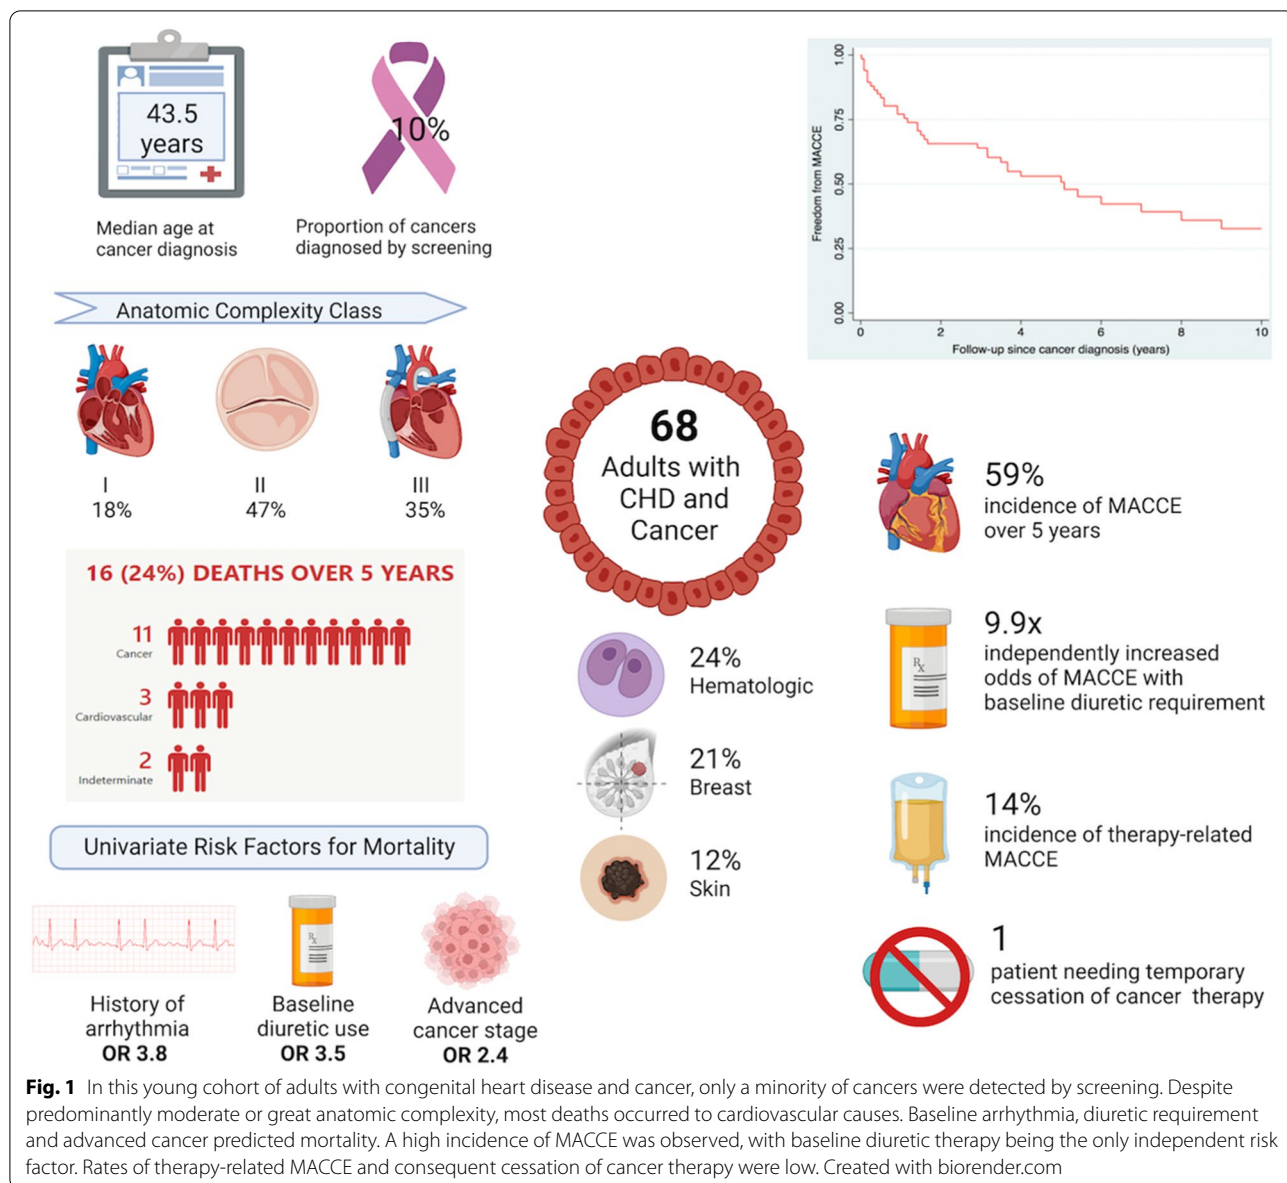 43.5
years
10%
Median age at
cancer diagnosis
Proportion of cancers
diagnosed by screening
Anatomic Complexity Class
I
18%
II
47%
III
35%
16 (24%) DEATHS OVER 5 YEARS
11
Cancer
3
Cardiovascular
2
Indeterminate
Univariate Risk Factors for Mortality
Rx
History of
arrhythmia
OR 3.8
Baseline
diuretic use
OR 3.5
Advanced
cancer stage
OR 2.4
68
Adults with
CHD and
Cancer
24%
Hematologic
21%
Breast
12%
Skin
Freedom from MACCE
1.00
0.75
0.50
0.25
0.00
0 2 4 6 8 10
Follow-up since cancer diagnosis (years)
59%
incidence of MACCE
over 5 years
Rx
9.9x
independently increased
odds of MACCE with
baseline diuretic requirement
14%
incidence of therapy-related
MACCE
1
patient needing temporary
cessation of cancer therapy
Fig. 1 In this young cohort of adults with congenital heart disease and cancer, only a minority of cancers were detected by screening. Despite
predominantly moderate or great anatomic complexity, most deaths occurred to cardiovascular causes. Baseline arrhythmia, diuretic requirement
and advanced cancer predicted mortality. A high incidence of MACCE was observed, with baseline diuretic therapy being the only independent risk
factor. Rates of therapy-related MACCE and consequent cessation of cancer therapy were low. Created with biorender.com